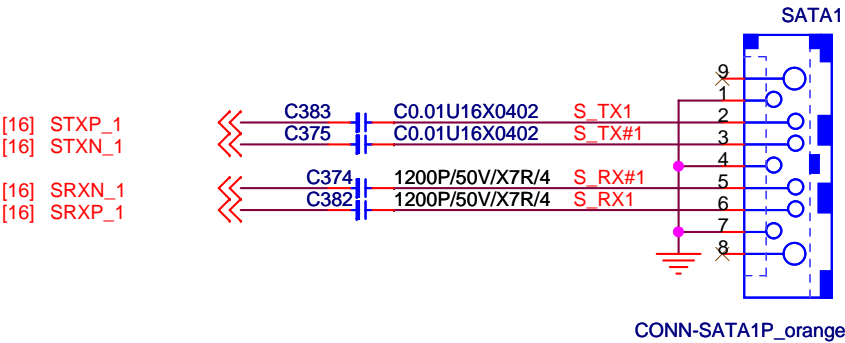 SATA1
9
1
C383 C0.01U16X0402 S_TX1 2
[16] STXP_1
C375 C0.01U16X0402 S_TX#1 3
[16] STXN_1
4
C374 1200P/50V/X7R/4 S_RX#1 5
[16] SRXN_1
C382 1200P/50V/X7R/4 S_RX1 6
[16] SRXP_1
7
8
CONN-SATA1P_orange